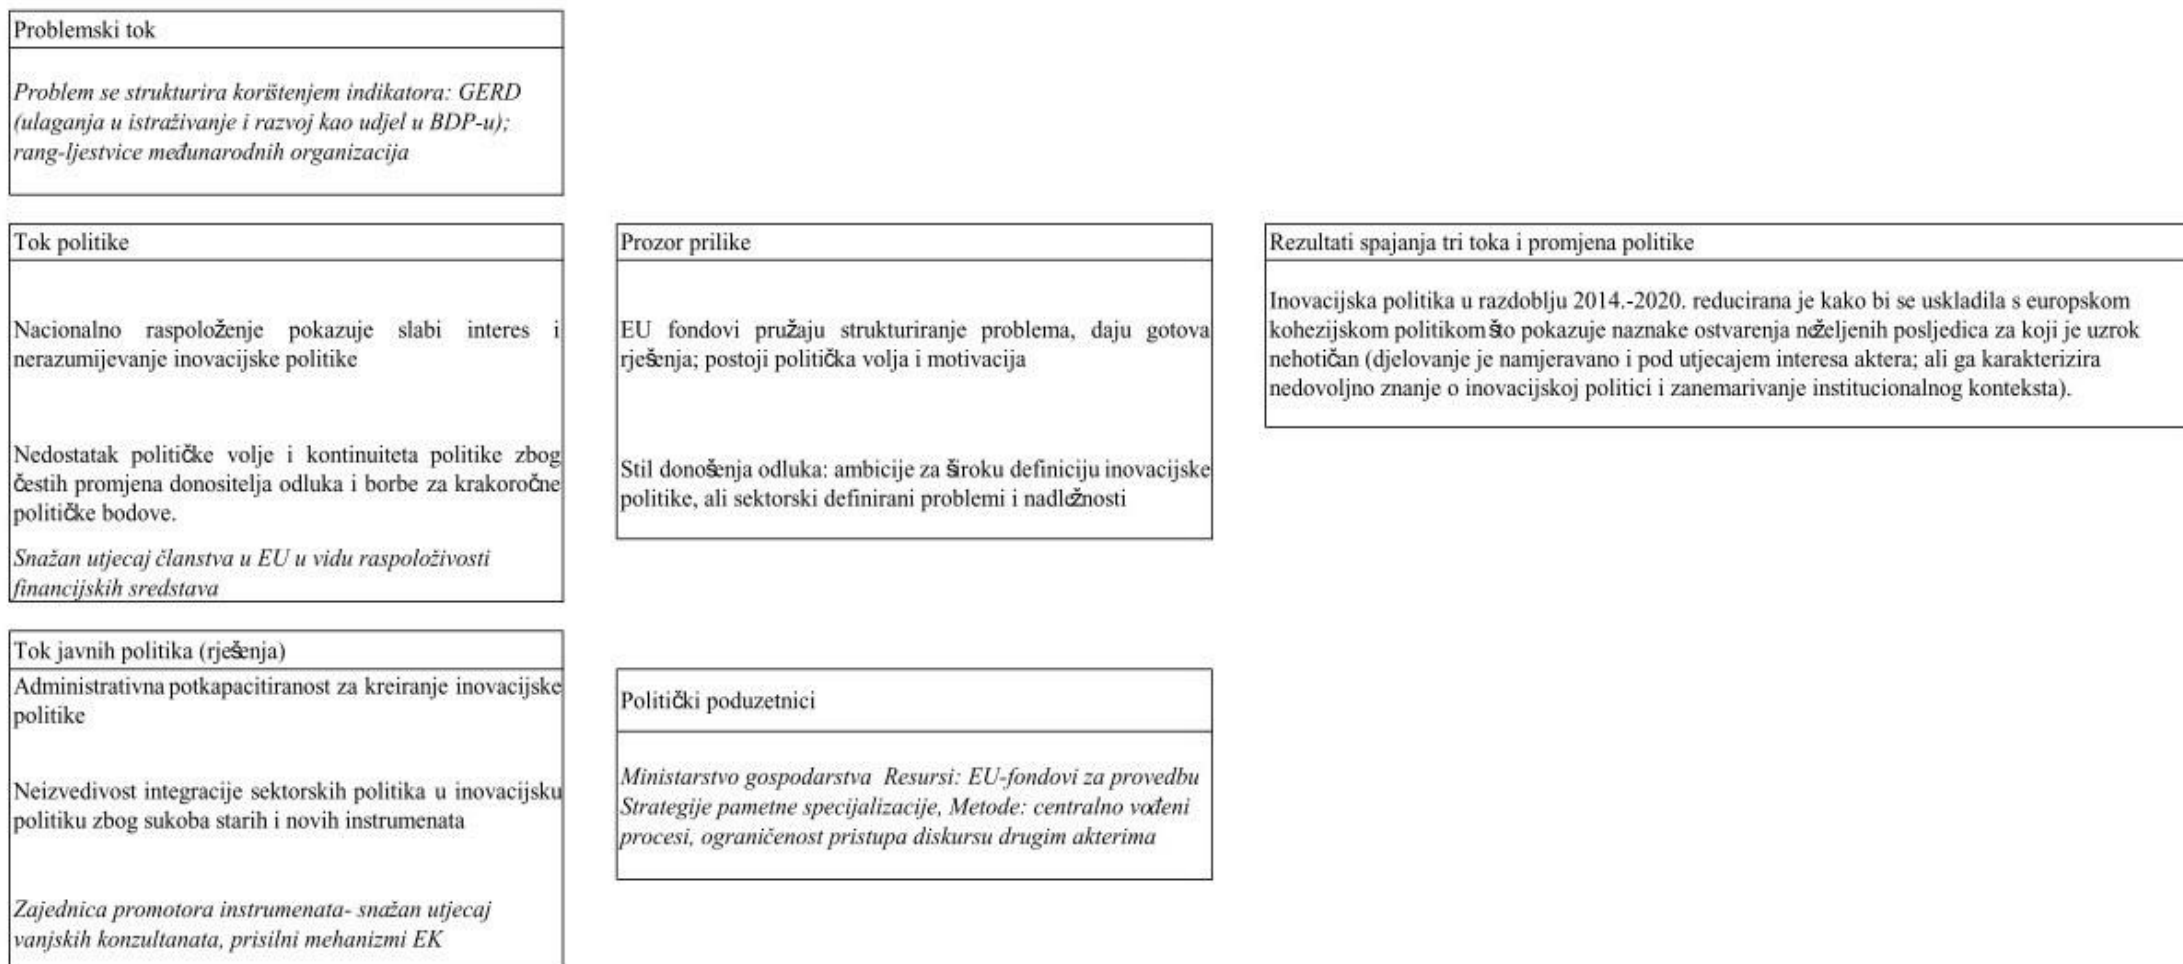 Problemski tok
Problem se strukturira korištenjem indikatora: GERD
(ulaganja u istraživanje i razvoj kao udjel u BDP-u);
rang-ljestvice međunarodnih organizacija
Tok politike
Nacionalno raspoloženje pokazuje slabi interes i
nerazumijevanje inovacijske politike
Nedostatak političke volje i kontinuiteta politike zbog
čestih promjena donositelja odluka i borbe za krakoročne
političke bodove.
Snažan utjecaj članstva u EU u vidu raspoloživosti
financijskih sredstava
Tok javnih politika (rješenja)
Administrativna potkapacitiranost za kreiranje inovacijske
politike
Neizvedivost integracije sektorskih politika u inovacijsku
politiku zbog sukoba starih i novih instrumenata
Zajednica promotora instrumenata- snažan utjecaj
vanjskih konzultanata, prisilni mehanizmi EK
Prozor prilike
EU fondovi pružaju strukturiranje problema, daju gotova
rješenja; postoji politička volja i motivacija
Stil donošenja odluka: ambicije za široku definiciju inovacijske
politike, ali sektorski definirani problemi i nadležnosti
Politički poduzetnici
Ministarstvo gospodarstva  Resursi: EU-fondovi za provedbu
Strategije pametne specijalizacije, Metode: centralno vođeni
procesi, ograničenost pristupa diskursu drugim akterima
Rezultati spajanja tri toka i promjena politike
Inovacijska politika u razdoblju 2014.-2020. reducirana je kako bi se uskladila s europskom
kohezijskom politikom što pokazuje naznake ostvarenja neželjenih posljedica za koji je uzrok
nehotičan (djelovanje je namjeravano i pod utjecajem interesa aktera; ali ga karakterizira
nedovoljno znanje o inovacijskoj politici i zanemarivanje institucionalnog konteksta).